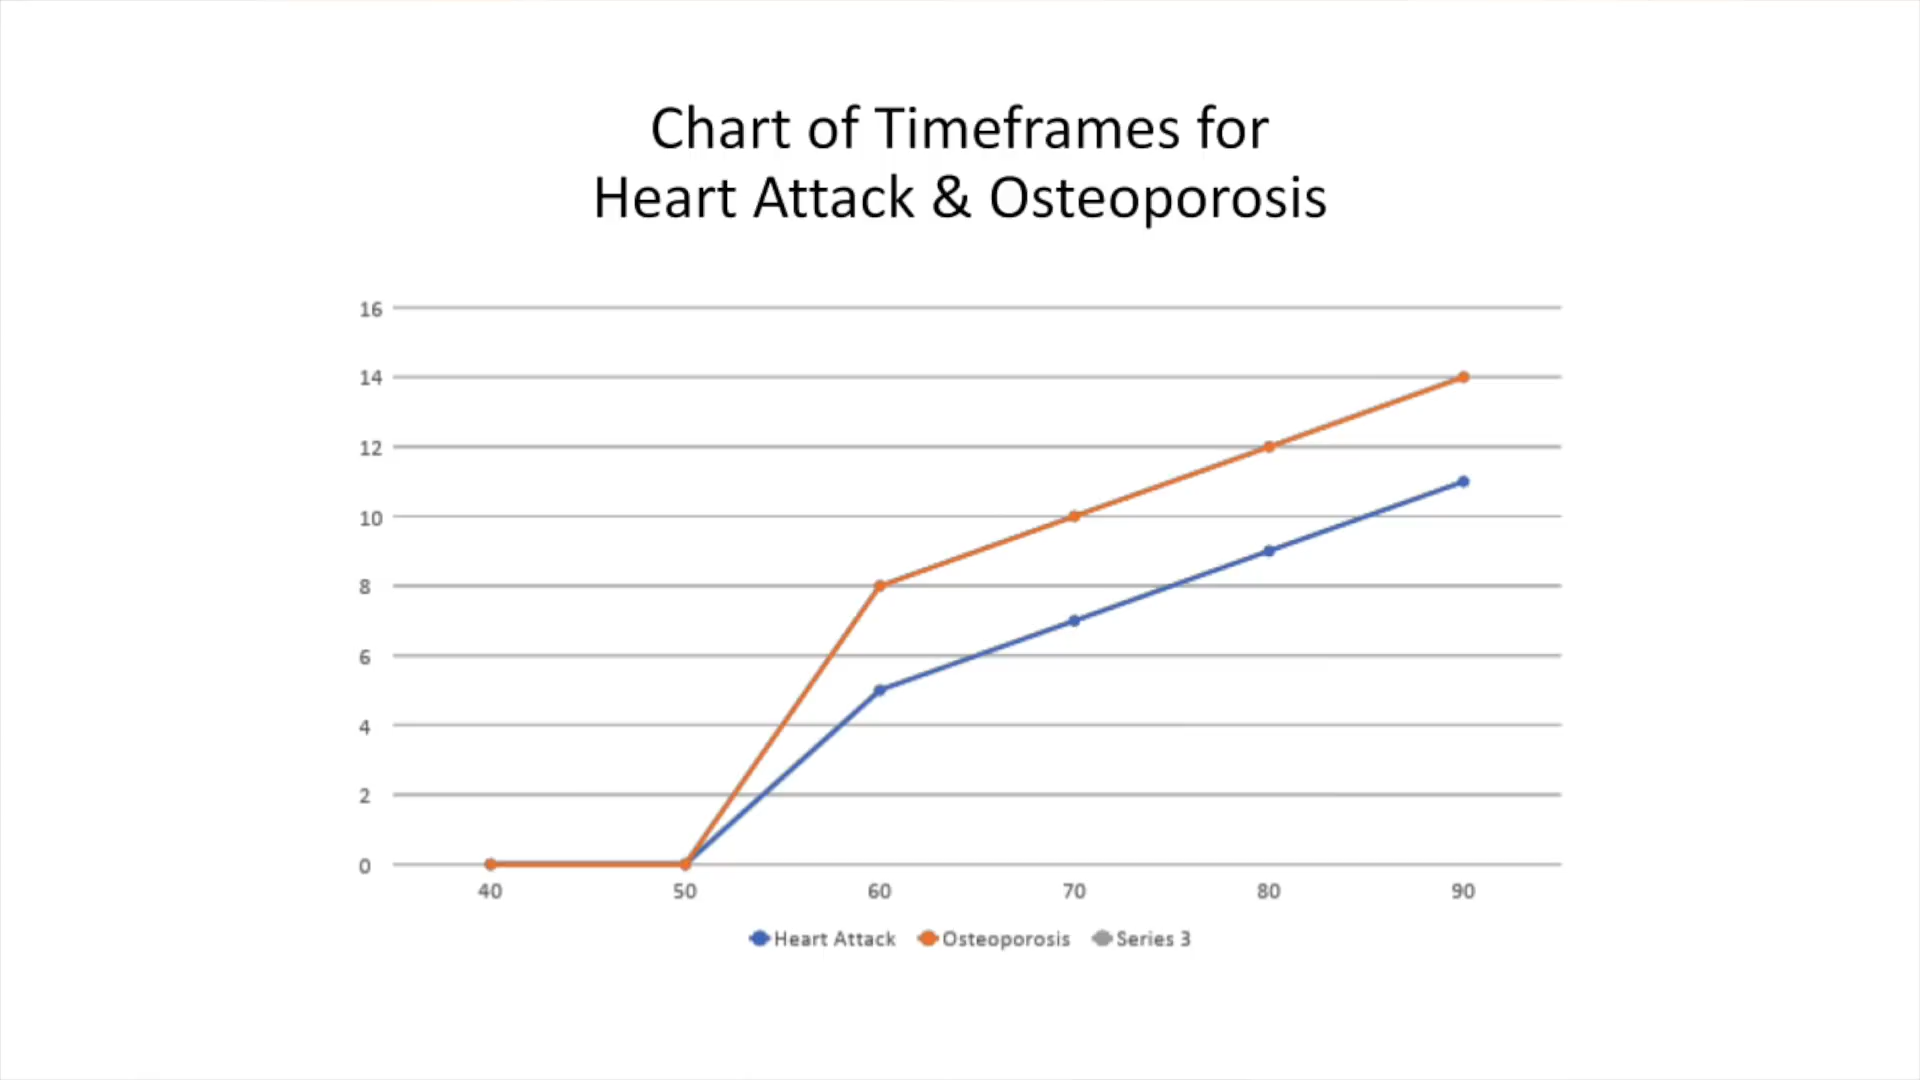 Chart of Timeframes for
Heart Attack & Osteoporosis
16
14
12
10
8
6
4
2
0
40 50 60 70 80 90
Heart Attack Osteoporosis Series 3